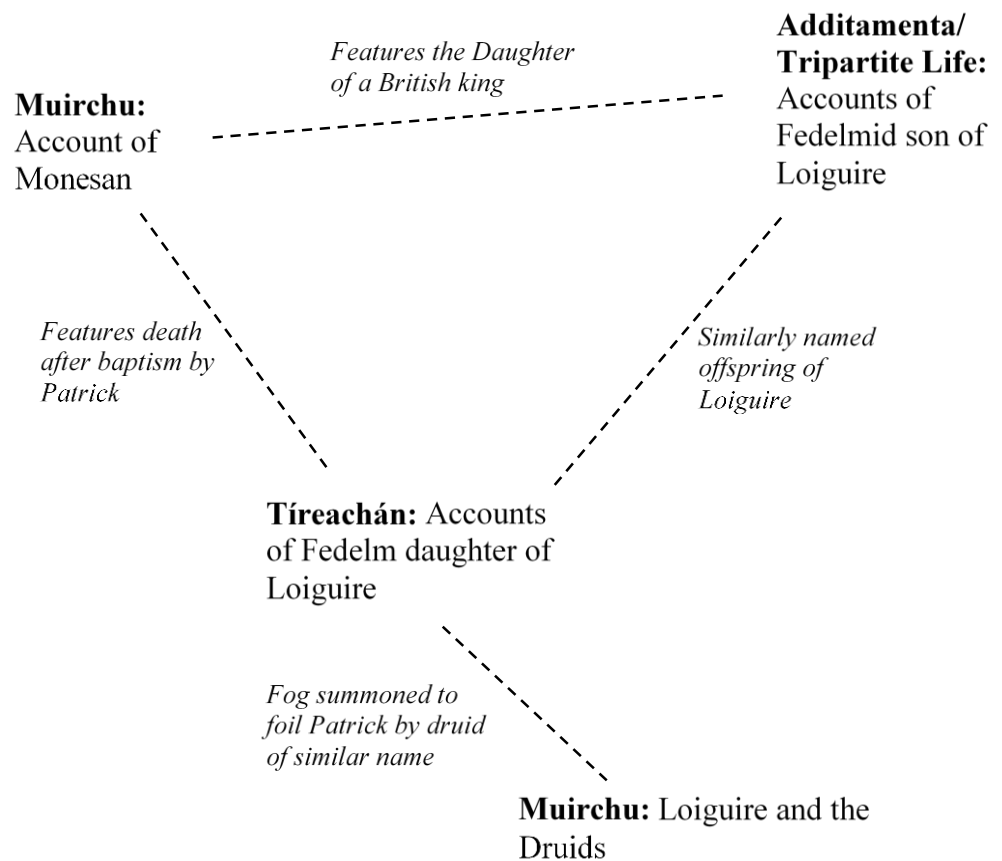 Features the Daughter
of a British king
Additamenta/
Tripartite Life:
Accounts of
Fedelmid son of
Loiguire
Muirchu:
Account of
Monesan
Features death
after baptism by
Patrick
Similarly named
offspring of
Loiguire
Tíreachán: Accounts
of Fedelm daughter of
Loiguire
Fog summoned to
foil Patrick by druid
of similar name
Muirchu: Loiguire and the
Druids